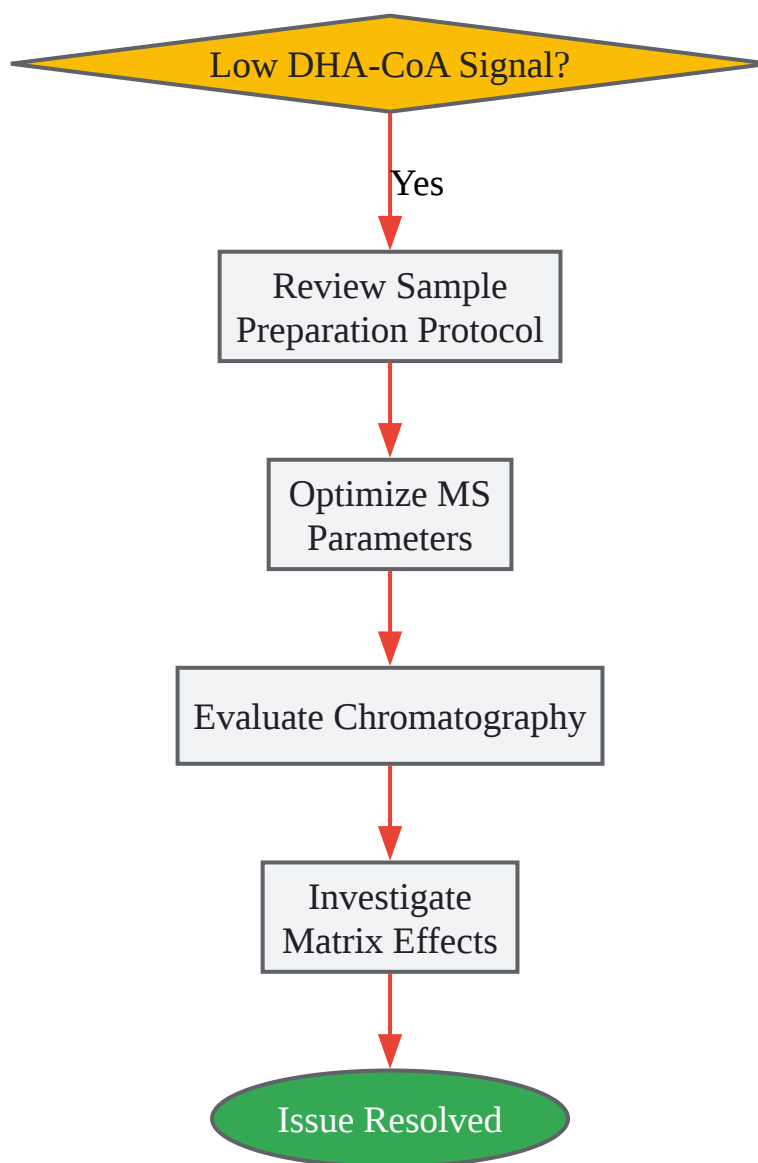 Low DHA-CoA Signal?
Yes
Review Sample
Preparation Protocol
Optimize MS
Parameters
Evaluate Chromatography
Investigate
Matrix Effects
Issue Resolved